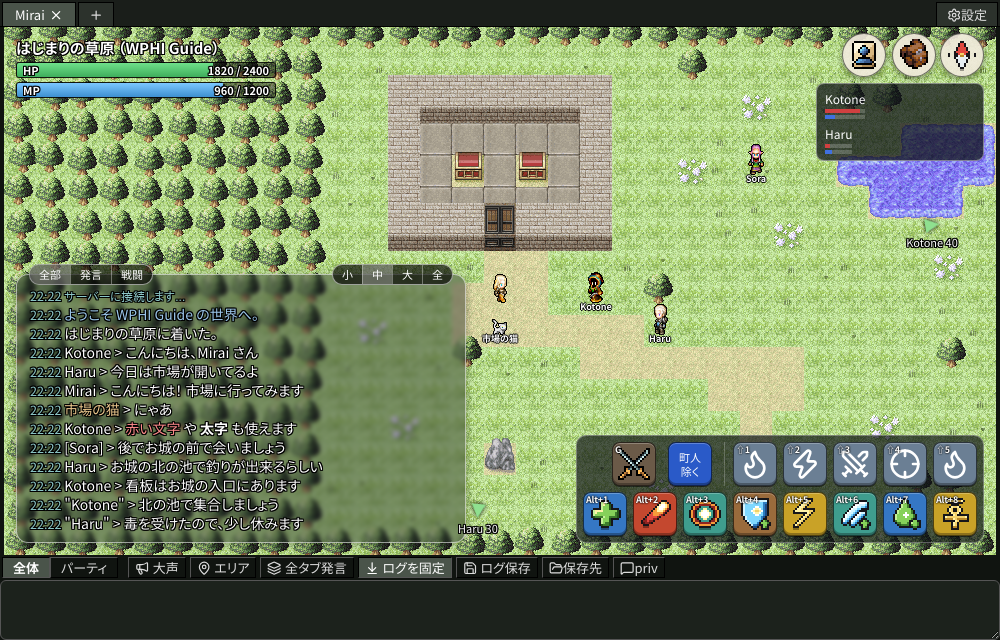 Mirai ×
+
設定
はじまりの草原 (WPHI Guide)
HP 1820 / 2400
MP 960 / 1200
Kotone
Haru
Sora
Kotone 40
Kotone
Haru
市場の猫
Haru 30
全部 発言 戦闘
小 中 大 全
22:22 サーバーに接続します...
22:22 ようこそ WPHI Guide の世界へ。
22:22 はじまりの草原に着いた。
22:22 Kotone > こんにちは、Mirai さん
22:22 Haru > 今日は市場が開いてるよ
22:22 Mirai > こんにちは! 市場に行ってみます
22:22 市場の猫 > にゃあ
22:22 Kotone > 赤い文字 や 太字 も使えます
22:22 [Sora] > 後でお城の前で会いましょう
22:22 Haru > お城の北の池で釣りが出来るらしい
22:22 Kotone > 看板はお城の入口にあります
22:22 "Kotone" > 北の池で集合しましょう
22:22 "Haru" > 毒を受けたので、少し休みます
町人
除く
⇧1 ⇧2 ⇧3 ⇧4 ⇧5
Alt+1 Alt+2 Alt+3 Alt+4 Alt+5 Alt+6 Alt+7 Alt+8
全体 パーティ 大声 エリア 全タブ発言 ログを固定 ログ保存 保存先 priv